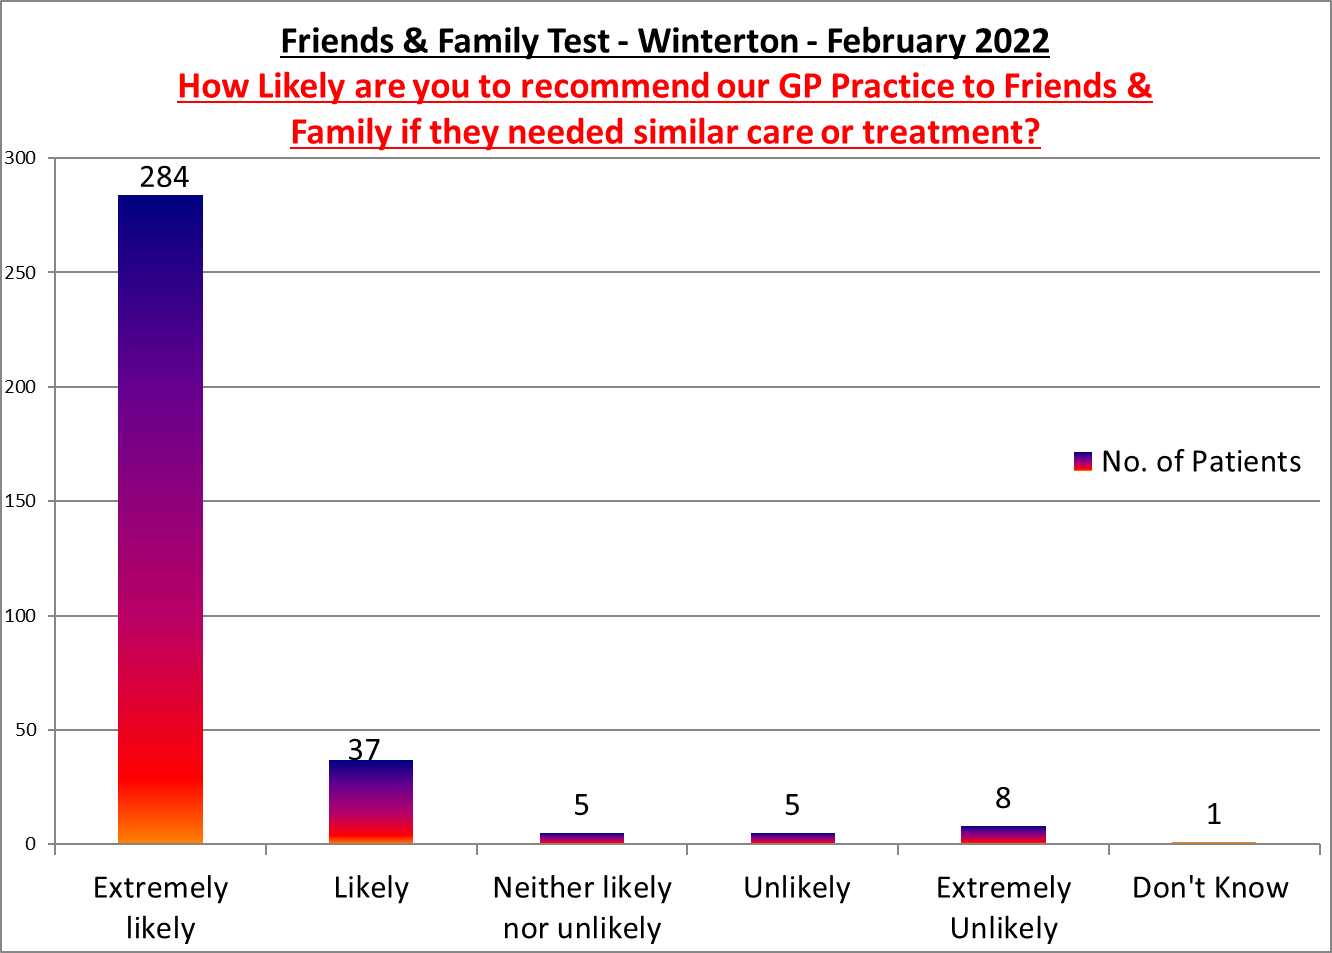 Friends & Family Test - Winterton - February 2022
How Likely are you to recommend our GP Practice to Friends &
Family if they needed similar care or treatment?
300
284
250
200
150
No. of Patients
100
50
37
5
5
8
1
0
Extremely
likely
Likely
Neither likely
nor unlikely
Unlikely
Extremely
Unlikely
Don't Know